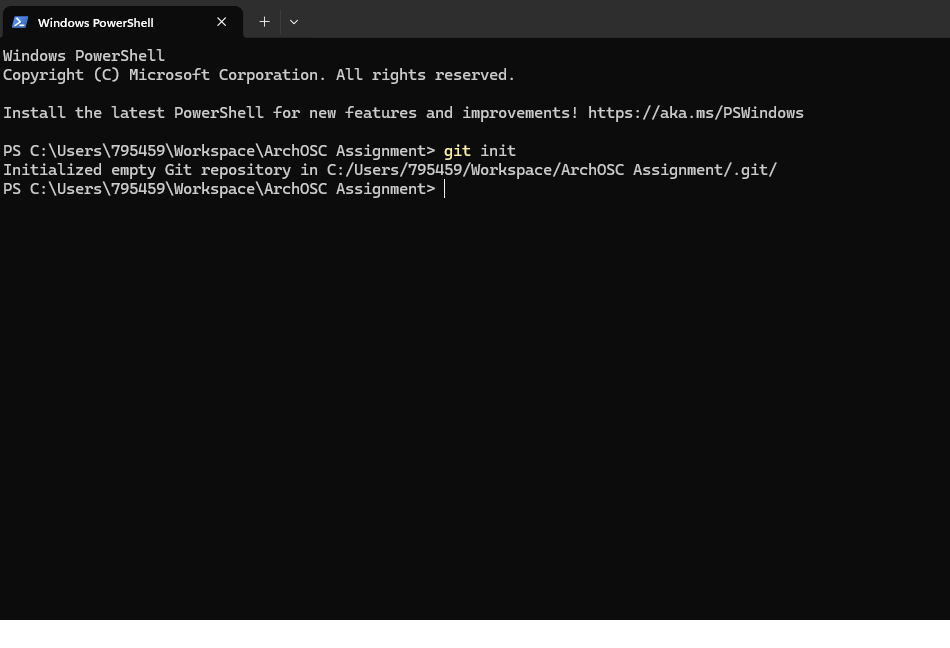 Windows PowerShell
Windows PowerShell
Copyright (C) Microsoft Corporation. All rights reserved.
Install the latest PowerShell for new features and improvements! https://aka.ms/PSWindows
PS C:\Users\795459\Workspace\ArchOSC Assignment> git init
Initialized empty Git repository in C:/Users/795459/Workspace/ArchOSC Assignment/.git/
PS C:\Users\795459\Workspace\ArchOSC Assignment>